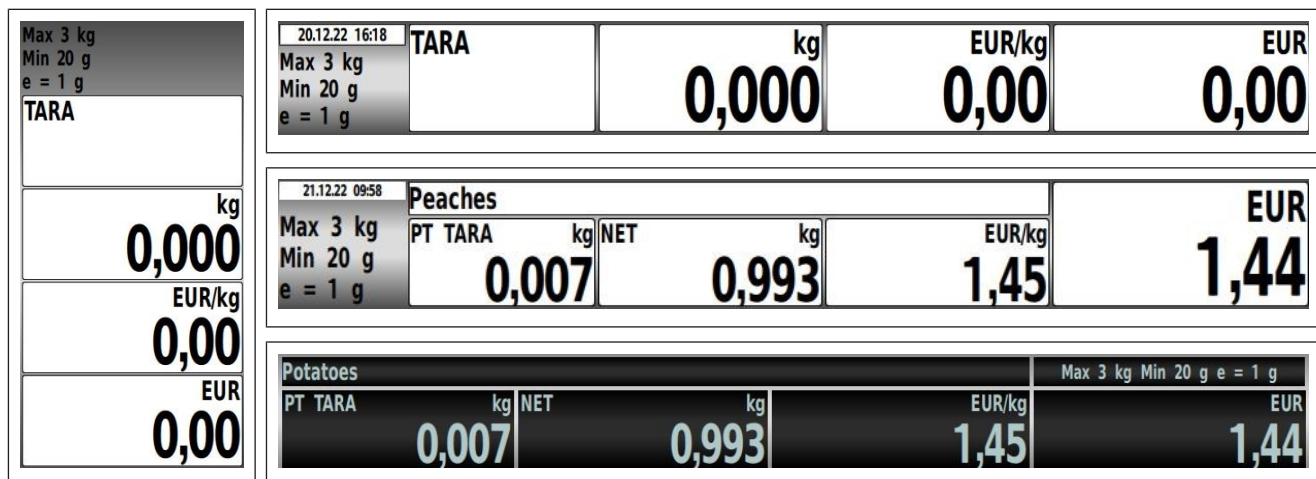 Max 3 kg
Min 20 g
e = 1 g
TARA
kg
0,000
EUR/kg
0,00
EUR
0,00
20.12.22 16:18
Max 3 kg
Min 20 g
e = 1 g
TARA
kg
0,000
EUR/kg
0,00
EUR
0,00
21.12.22 09:58
Max 3 kg
Min 20 g
e = 1 g
Peaches
PT TARA kg
0,007
NET kg
0,993
EUR/kg
1,45
EUR
1,44
Potatoes
Max 3 kg Min 20 g e = 1 g
PT TARA kg
0,007
NET kg
0,993
EUR/kg
1,45
EUR
1,44